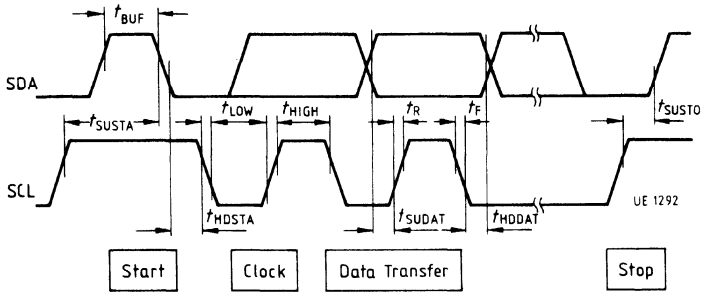 tBUF
SDA
tSUSTA
tLOW
tHIGH
tR
tF
tSUSTO
SCL
tHDSTA
tSUDAT
tHDDAT
UE 1292
Start
Clock
Data Transfer
Stop